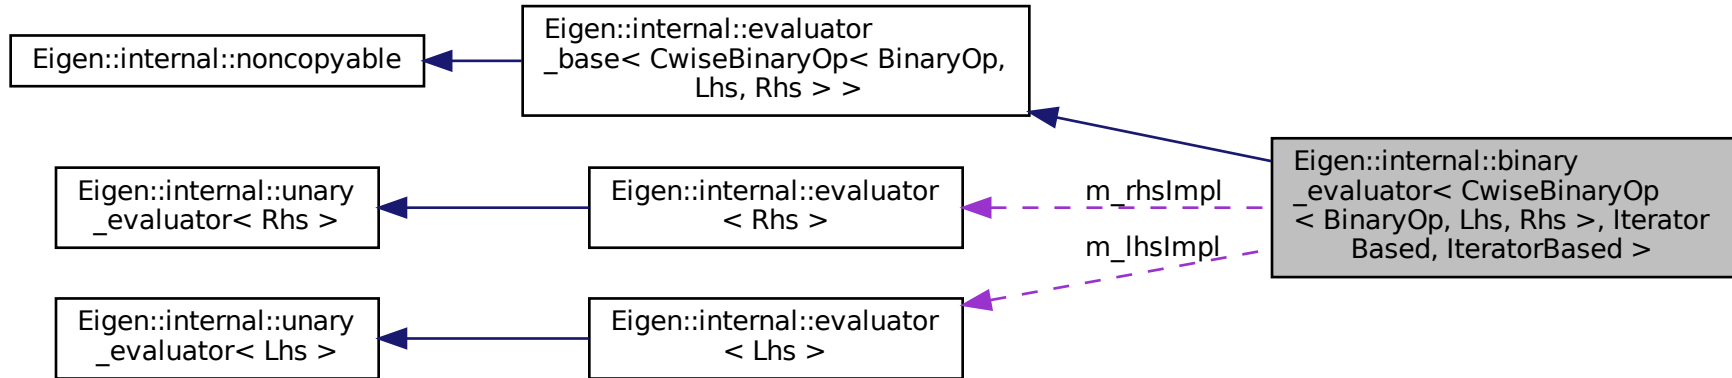 Eigen::internal::noncopyable
Eigen::internal::evaluator
_base< CwiseBinaryOp< BinaryOp,
Lhs, Rhs > >
Eigen::internal::binary
_evaluator< CwiseBinaryOp
< BinaryOp, Lhs, Rhs >, Iterator
Based, IteratorBased >
Eigen::internal::unary
_evaluator< Rhs >
Eigen::internal::evaluator
< Rhs >
m_rhsImpl
m_lhsImpl
Eigen::internal::unary
_evaluator< Lhs >
Eigen::internal::evaluator
< Lhs >